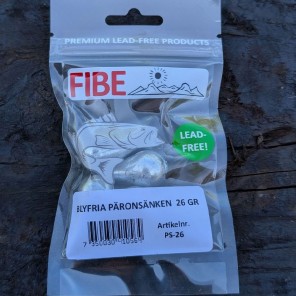 PREMIUM LEAD-FREE PRODUCTS
FIBE
LEAD-
FREE!
BLYFRIA PÄRONSÄNKEN 26 GR
Artikelnr.
PS-26